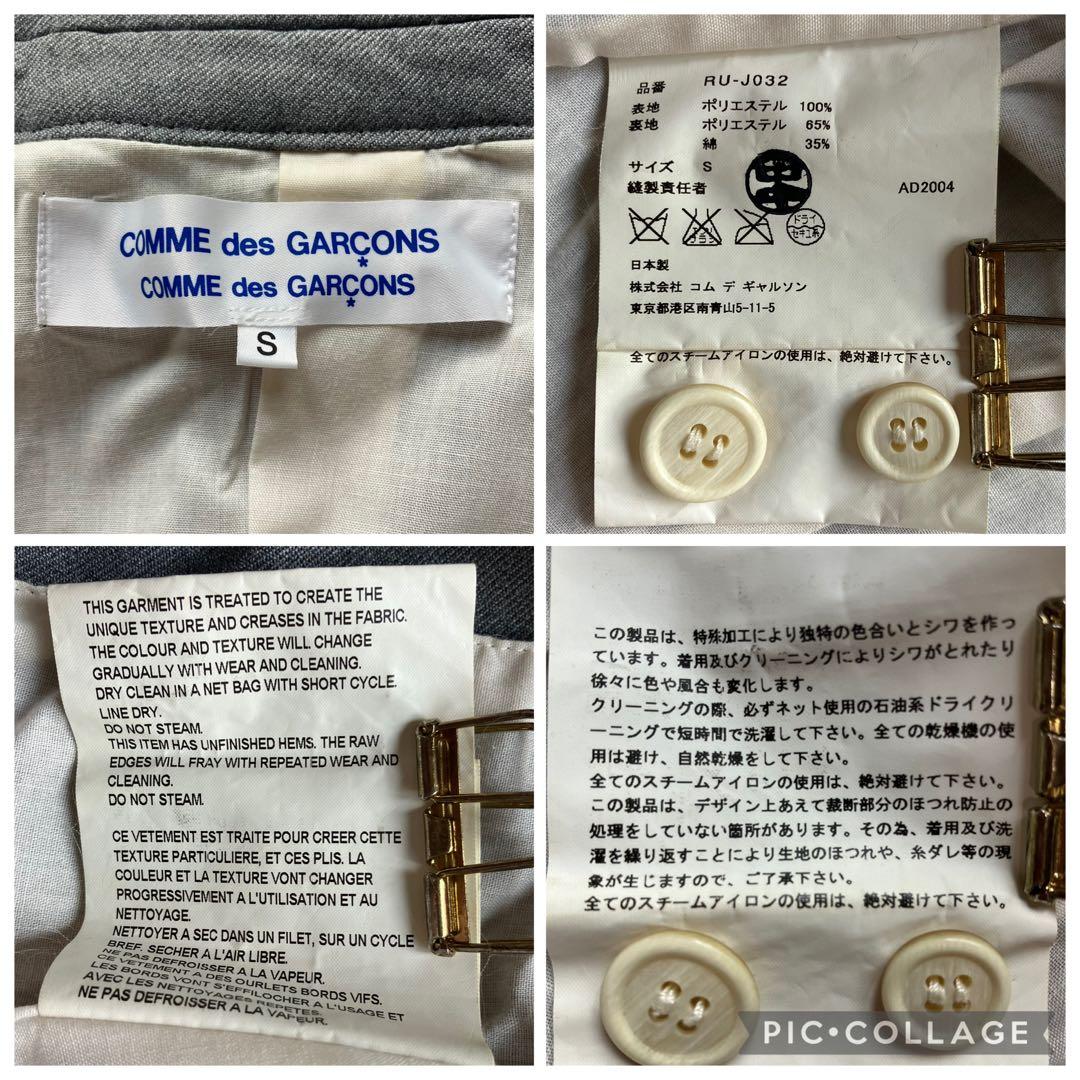 COMME des GARÇONS
COMME des GARÇONS
S
品番 RU-J032
表地 ポリエステル 100%
裏地 ポリエステル 65%
綿 35%
サイズ S
縫製責任者
AD2004
ドライ
セキユ系
日本製
株式会社 コム デ ギャルソン
東京都港区南青山5-11-5
全てのスチームアイロンの使用は、絶対避けて下さい。
THIS GARMENT IS TREATED TO CREATE THE
UNIQUE TEXTURE AND CREASES IN THE FABRIC.
THE COLOUR AND TEXTURE WILL CHANGE
GRADUALLY WITH WEAR AND CLEANING.
DRY CLEAN IN A NET BAG WITH SHORT CYCLE.
LINE DRY.
DO NOT STEAM.
THIS ITEM HAS UNFINISHED HEMS. THE RAW
EDGES WILL FRAY WITH REPEATED WEAR AND
CLEANING.
DO NOT STEAM.
CE VETEMENT EST TRAITE POUR CREER CETTE
TEXTURE PARTICULIERE, ET CES PLIS. LA
COULEUR ET LA TEXTURE VONT CHANGER
PROGRESSIVEMENT A L'UTILISATION ET AU
NETTOYAGE.
NETTOYER A SEC DANS UN FILET, SUR UN CYCLE
BREF. SECHER A L'AIR LIBRE.
NE PAS DEFROISSER A LA VAPEUR.
CE VETEMENT A DES OURLETS BORDS VIFS.
LES BORDS VONT S'EFFILOCHER A L'USAGE ET
AVEC LES NETTOYAGES REPETES.
NE PAS DEFROISSER A LA VAPEUR.
この製品は、特殊加工により独特の色合いとシワを作っ
ています。着用及びクリーニングによりシワがとれたり
徐々に色や風合も変化します。
クリーニングの際、必ずネット使用の石油系ドライクリ
ーニングで短時間で洗濯して下さい。全ての乾燥機の使
用は避け、自然乾燥をして下さい。
全てのスチームアイロンの使用は、絶対避けて下さい。
この製品は、デザイン上あえて裁断部分のほつれ防止の
処理をしていない箇所があります。その為、着用及び洗
濯を繰り返すことにより生地のほつれや、糸ダレ等の現
象が生じますので、ご了承下さい。
全てのスチームアイロンの使用は、絶対避けて下さい。
PIC•COLLAGE